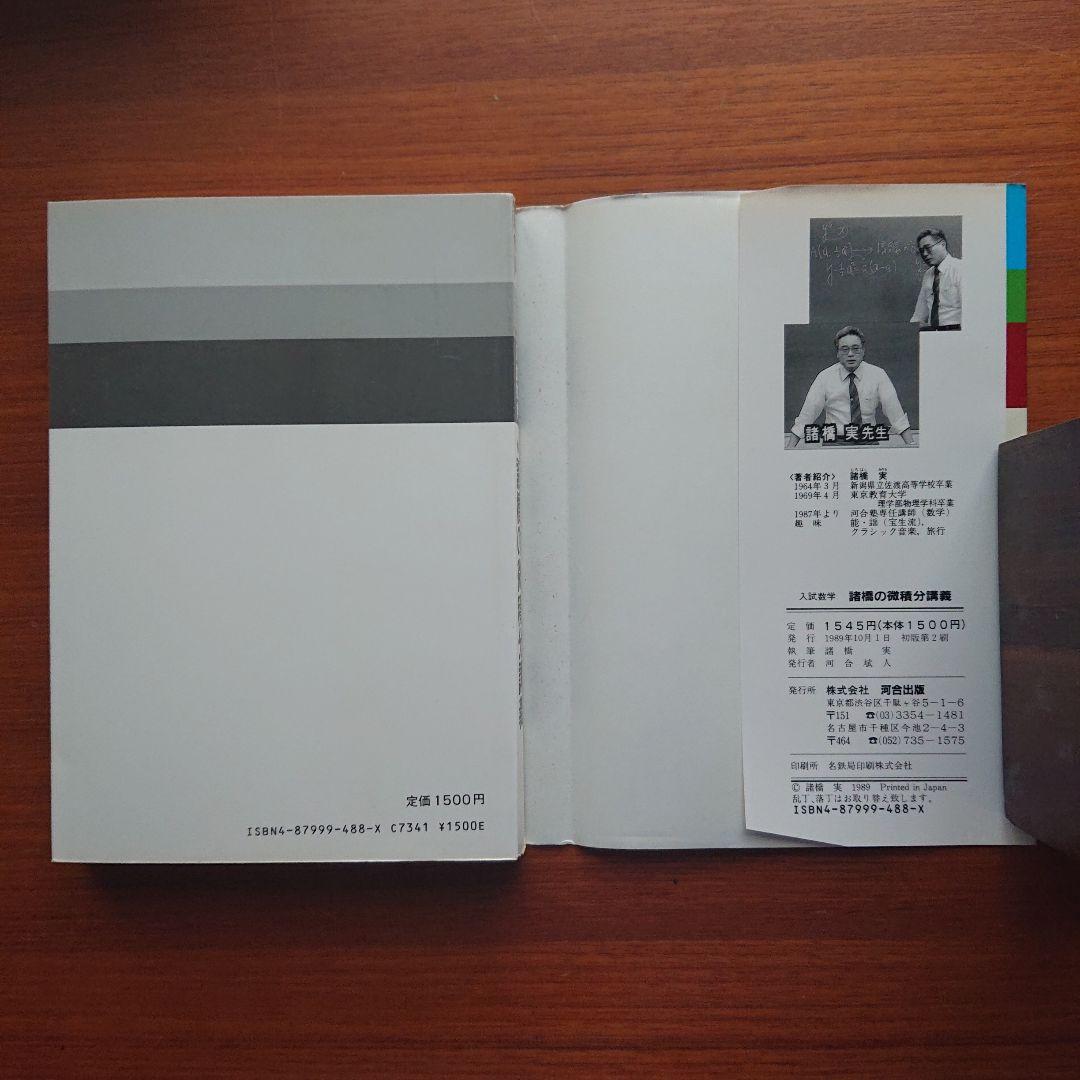 定価1500円
ISBN4-87999-488-X C7341 ¥1500E
諸橋 実先生
〈著者紹介〉 諸橋 実
1964年3月 新潟県立佐渡高等学校卒業
1969年4月 東京教育大学
理学部物理学科卒業
1987年より 河合塾専任講師(数学)
趣味 能・謡(宝生流),
クラシック音楽, 旅行
入試数学 諸橋の微積分講義
定価 1545円(本体1500円)
発行 1989年10月1日 初版第2刷
執筆 諸橋 実
発行者 河合斌人
発行所 株式会社 河合出版
東京都渋谷区千駄ヶ谷5-1-6
〒151 ☎(03)3354-1481
名古屋市千種区今池2-4-3
〒464 ☎(052)735-1575
印刷所 名鉄局印刷株式会社
© 諸橋 実 1989 Printed in Japan
乱丁、落丁はお取り替え致します。
ISBN4-87999-488-X